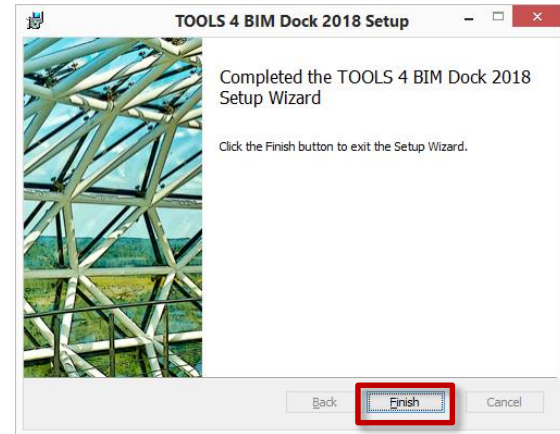 TOOLS 4 BIM Dock 2018 Setup
Completed the TOOLS 4 BIM Dock 2018
Setup Wizard
Click the Finish button to exit the Setup Wizard.
Back Finish Cancel